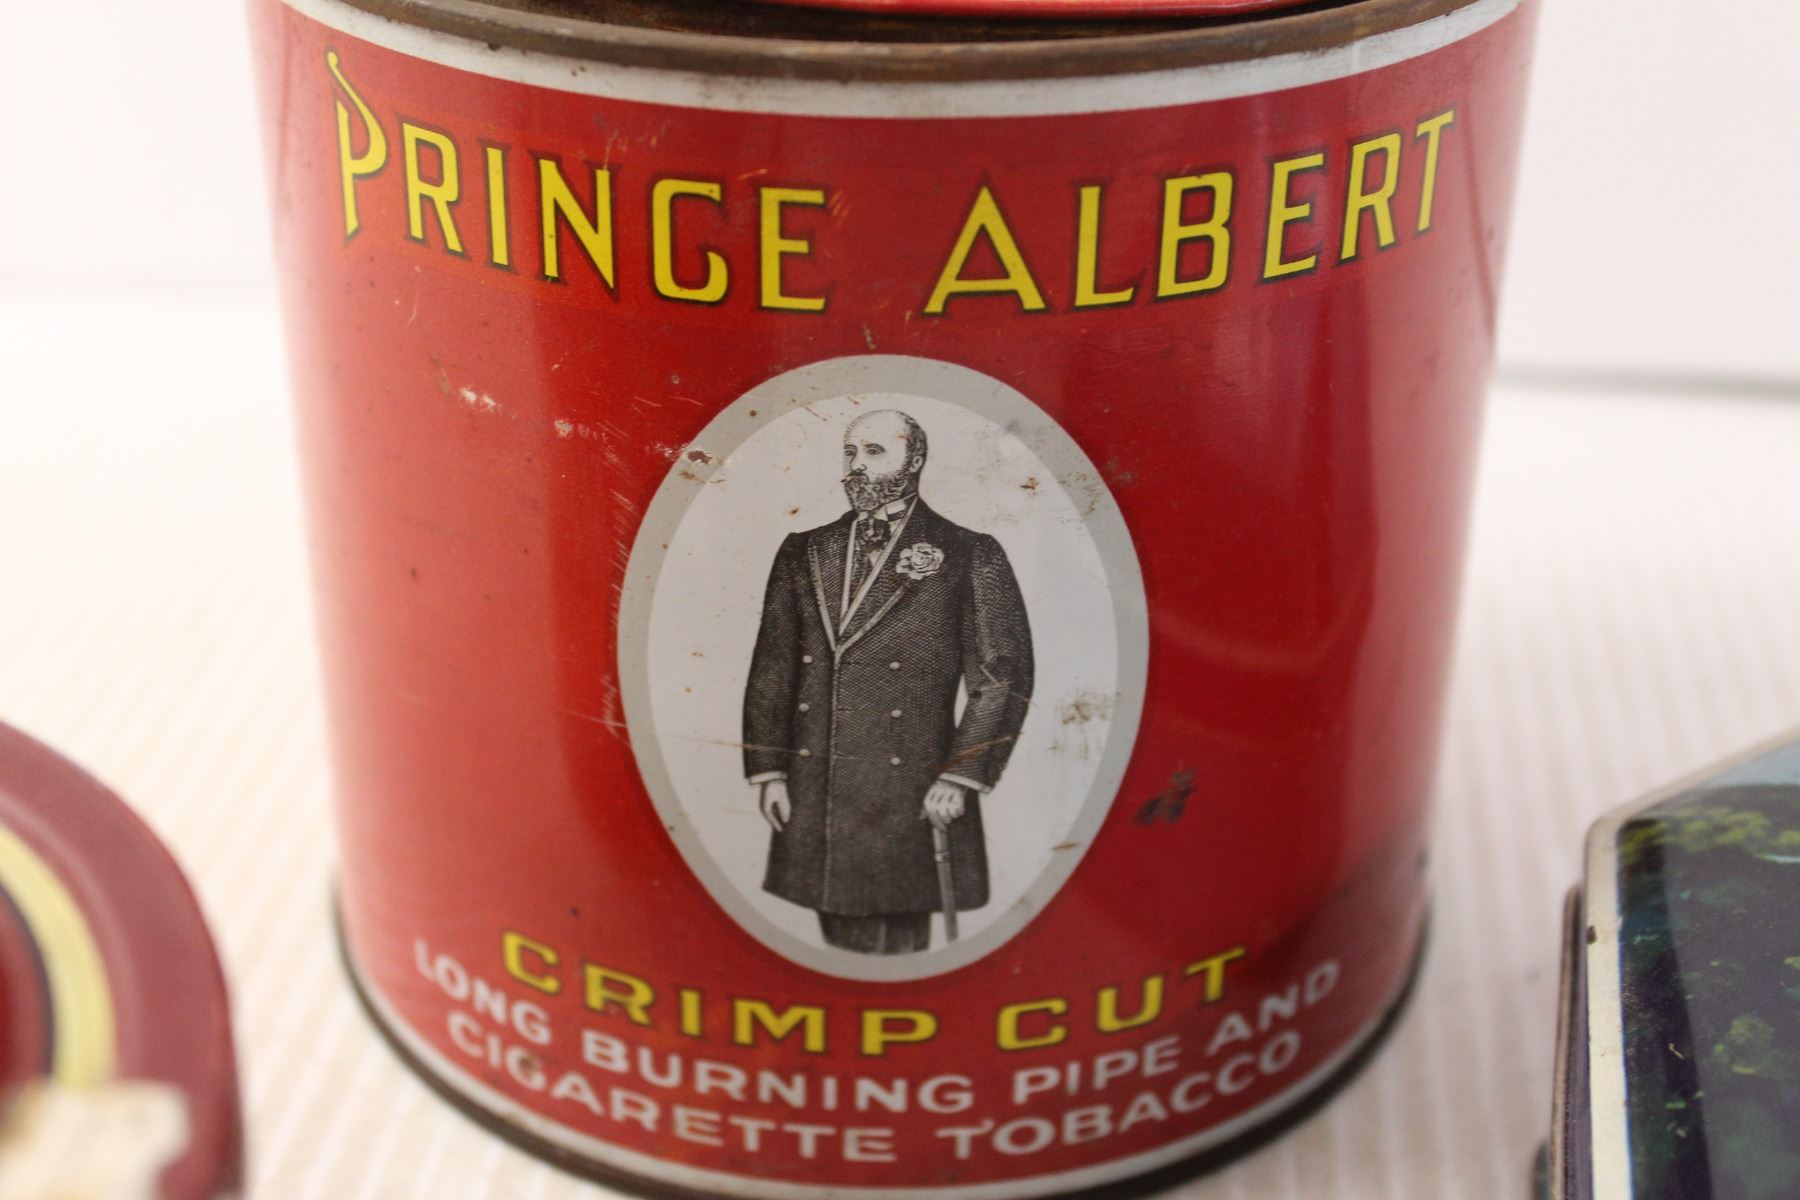 PRINCE ALBERT
CRIMP CUT
LONG BURNING PIPE AND
CIGARETTE TOBACCO